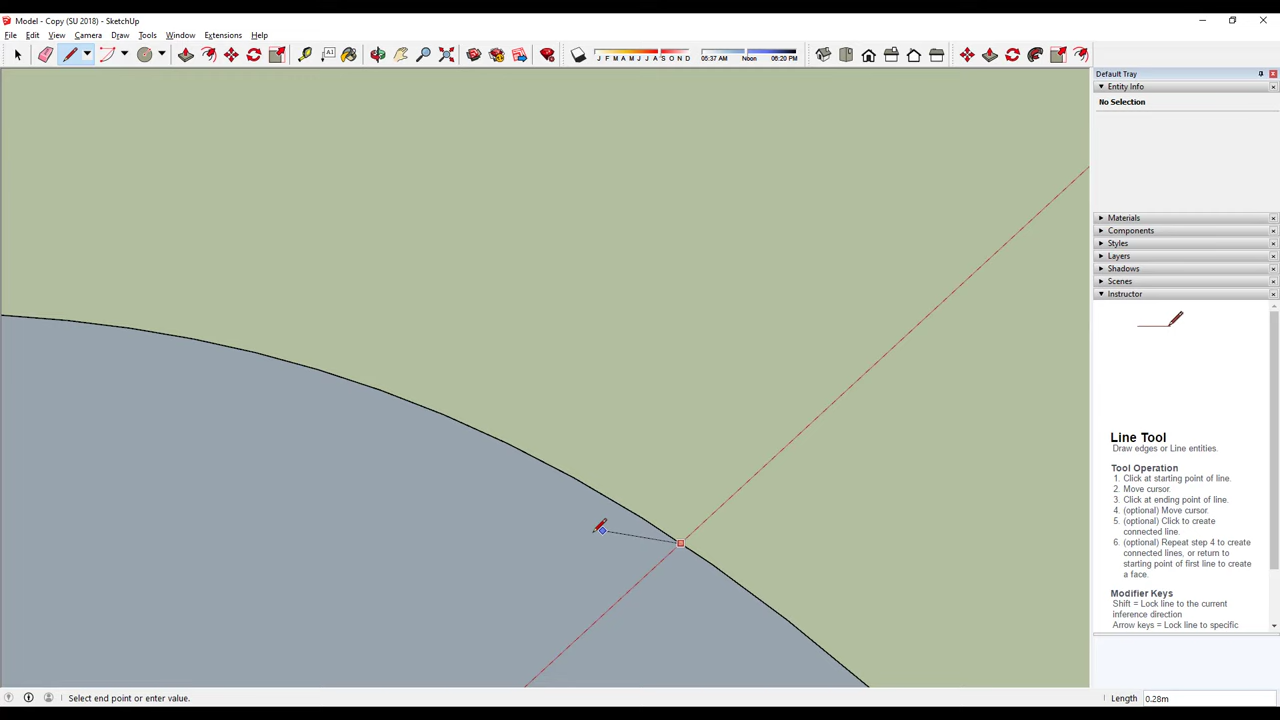 Model - Copy (SU 2018) - SketchUp
File Edit View Camera Draw Tools Window Extensions Help
A1
J F M A M J J A S O N D 05:37 AM Noon 06:20 PM
Default Tray
Entity Info
No Selection
Materials
Components
Styles
Layers
Shadows
Scenes
Instructor
Line Tool
Draw edges or Line entities.
Tool Operation
1. Click at starting point of line.
2. Move cursor.
3. Click at ending point of line.
4. (optional) Move cursor.
5. (optional) Click to create
connected line.
6. (optional) Repeat step 4 to create
connected lines, or return to
starting point of first line to create
a face.
Modifier Keys
Shift = Lock line to the current
inference direction
Arrow keys = Lock line to specific
Select end point or enter value.
Length 0.28m